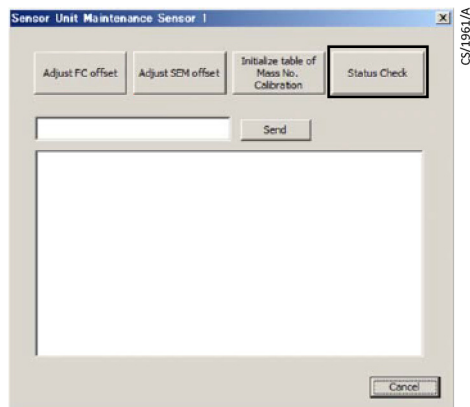 Sensor Unit Maintenance Sensor 1
Adjust FC offset
Adjust SEM offset
Initialize table of
Mass No.
Calibration
Status Check
Send
Cancel
CS/1961/A